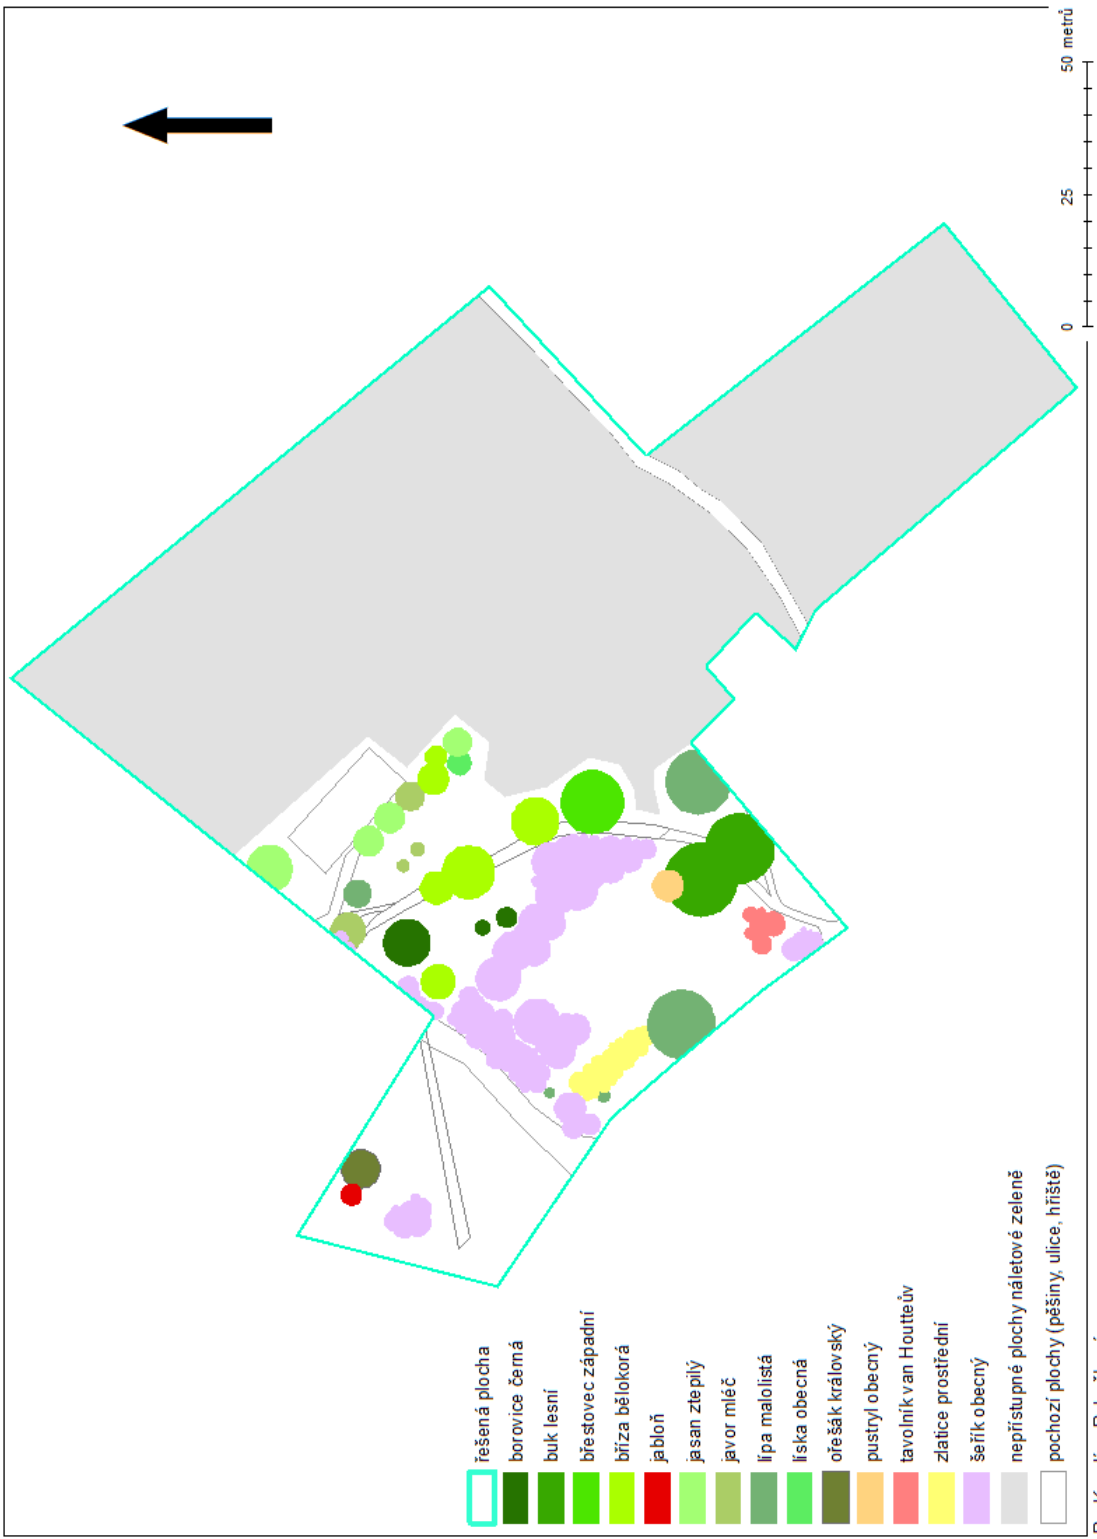 řešená plocha
borovice černá
buk lesní
břestovec západní
bříza bělokorá
jabloň
jasan ztepilý
javor mléč
lípa malolistá
líska obecná
ořešák královský
pustryl obecný
tavolník van Houtteův
zlatice prostřední
šeřík obecný
nepřístupné plochy náletové zeleně
pochozí plochy (pěšiny, ulice, hřiště)
0 25 50 metrů